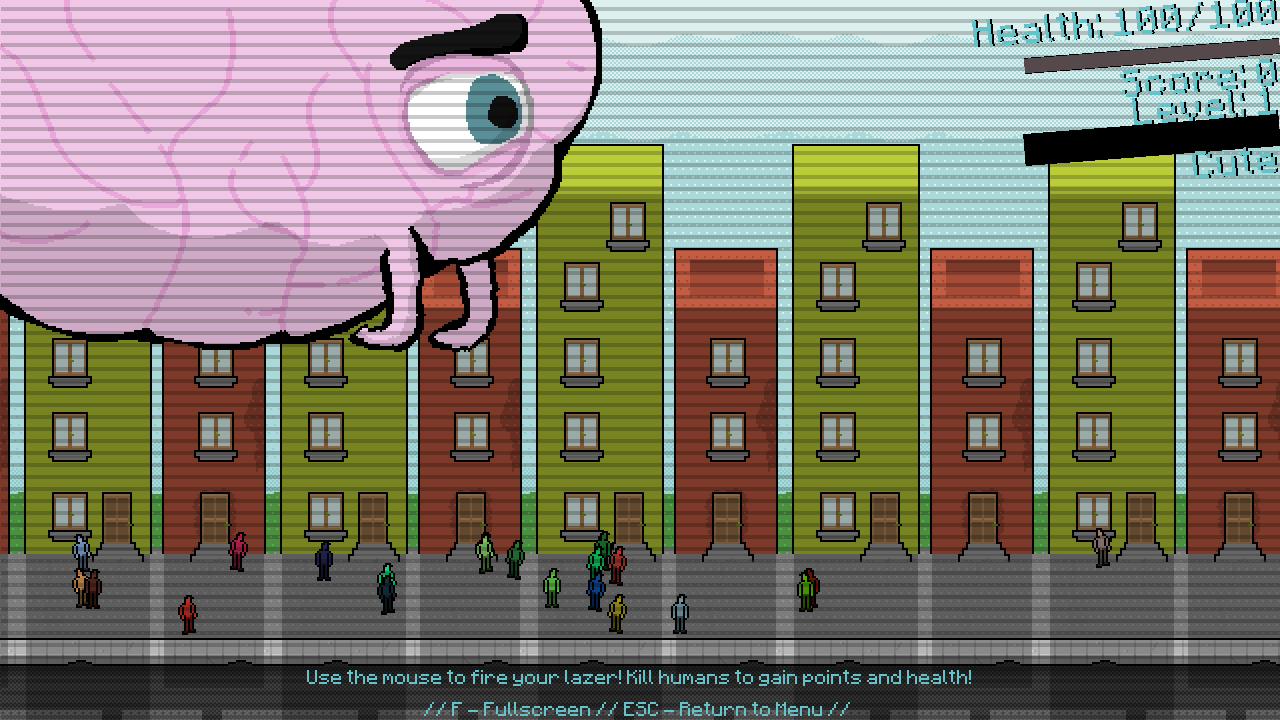 Health: 100/100
Score: 0
Level: 1
Cute
Use the mouse to fire your lazer! Kill humans to gain points and health!
// F - Fullscreen // ESC - Return to Menu //